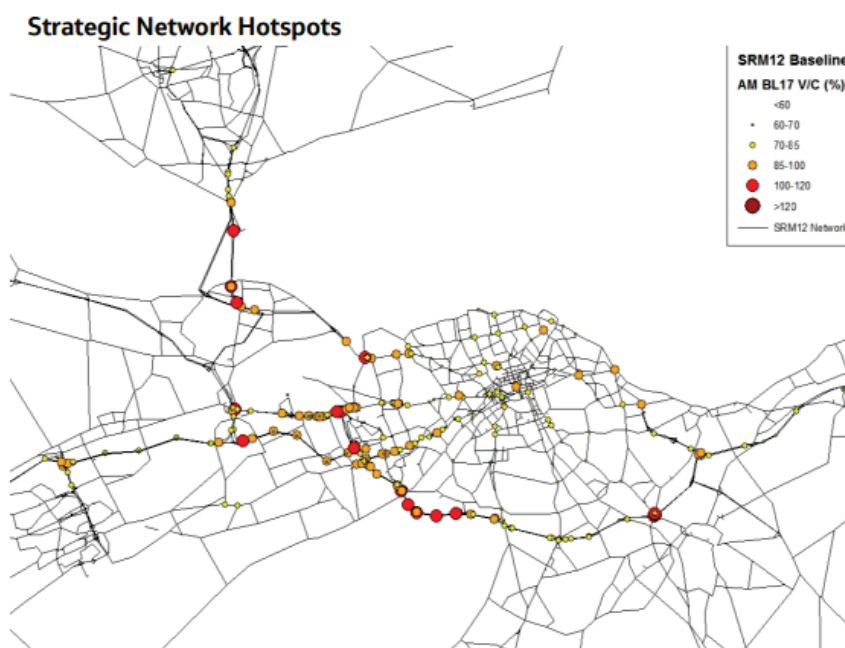 Strategic Network Hotspots
SRM12 Baseline
AM BL17 V/C (%)
<60
60-70
70-85
85-100
100-120
>120
SRM12 Network